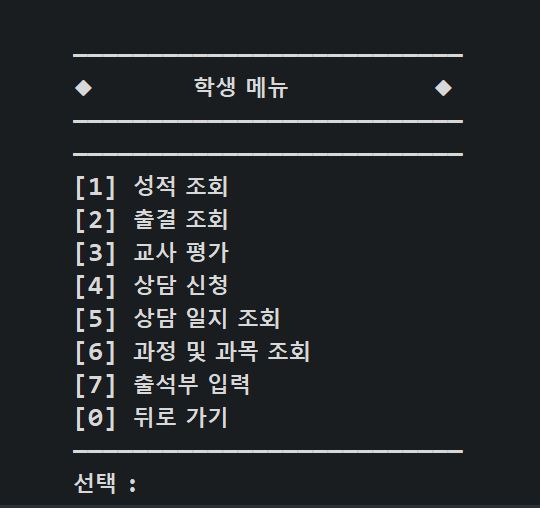 ◆ 학생 메뉴 ◆
[1] 성적 조회
[2] 출결 조회
[3] 교사 평가
[4] 상담 신청
[5] 상담 일지 조회
[6] 과정 및 과목 조회
[7] 출석부 입력
[0] 뒤로 가기
선택 :